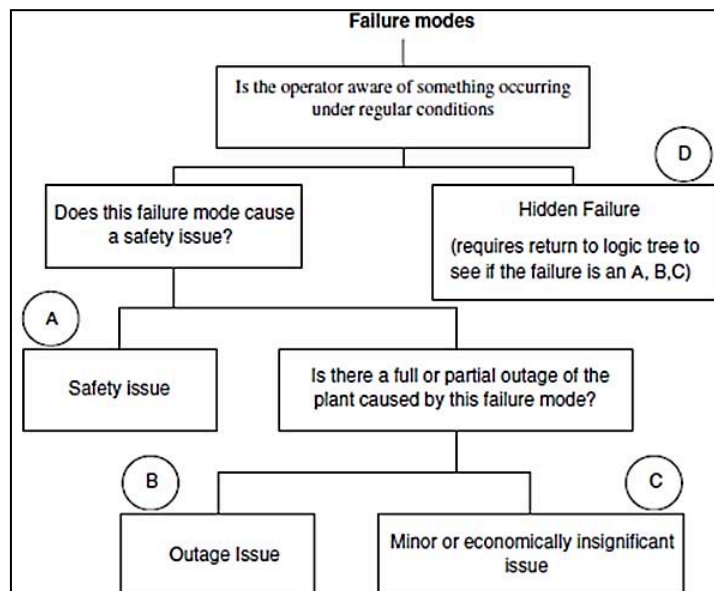 Failure modes
Is the operator aware of something occurring
under regular conditions
D
Does this failure mode cause
a safety issue?
Hidden Failure
(requires return to logic tree to
see if the failure is an A, B,C)
A
Safety issue
Is there a full or partial outage of the
plant caused by this failure mode?
B
Outage Issue
C
Minor or economically insignificant
issue